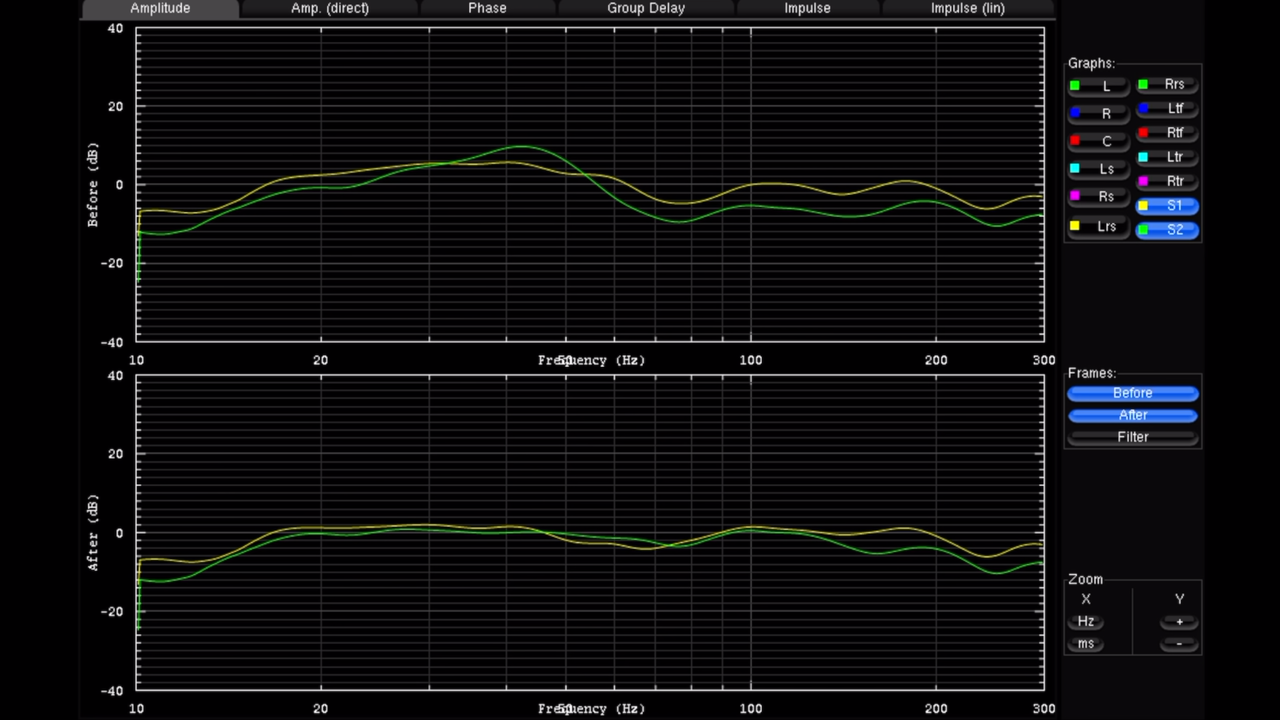 Amplitude Amp. (direct) Phase Group Delay Impulse Impulse (lin)
40
20
0
-20
-40
Before (dB)
10 20 50 100 200 300
Frequency (Hz)
40
20
0
-20
-40
After (dB)
10 20 50 100 200 300
Frequency (Hz)
Graphs:
L Rrs
R Ltf
C Rtf
Ls Ltr
Rs Rtr
Lrs S1
S2
Frames:
Before
After
Filter
Zoom
X Y
Hz +
ms -